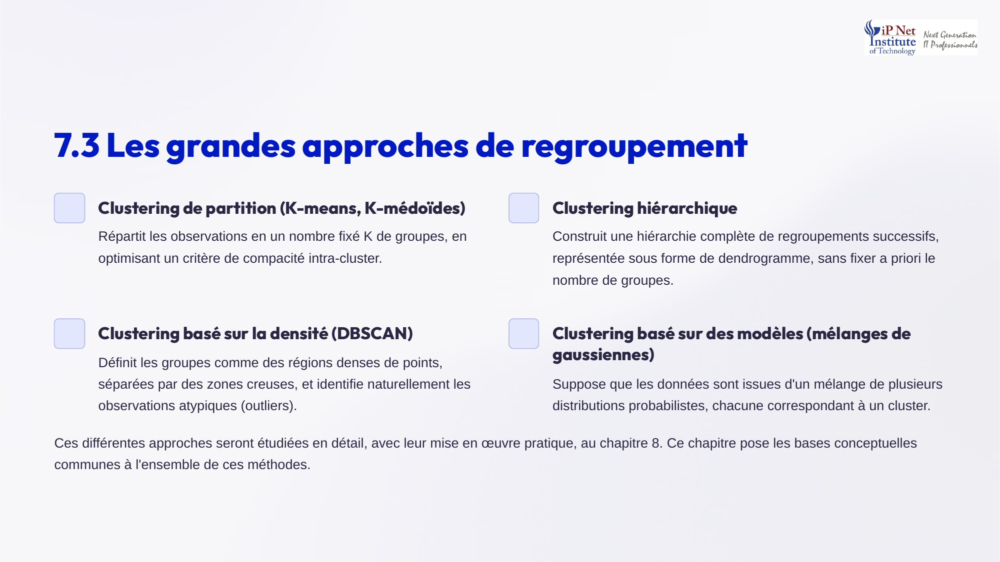 iP Net
Institute
of Technology
Next Generation
IT Professionnels
7.3 Les grandes approches de regroupement
Clustering de partition (K-means, K-médoïdes)
Répartit les observations en un nombre fixé K de groupes, en
optimisant un critère de compacité intra-cluster.
Clustering hiérarchique
Construit une hiérarchie complète de regroupements successifs,
représentée sous forme de dendrogramme, sans fixer a priori le
nombre de groupes.
Clustering basé sur la densité (DBSCAN)
Définit les groupes comme des régions denses de points,
séparées par des zones creuses, et identifie naturellement les
observations atypiques (outliers).
Clustering basé sur des modèles (mélanges de
gaussiennes)
Suppose que les données sont issues d'un mélange de plusieurs
distributions probabilistes, chacune correspondant à un cluster.
Ces différentes approches seront étudiées en détail, avec leur mise en œuvre pratique, au chapitre 8. Ce chapitre pose les bases conceptuelles
communes à l'ensemble de ces méthodes.